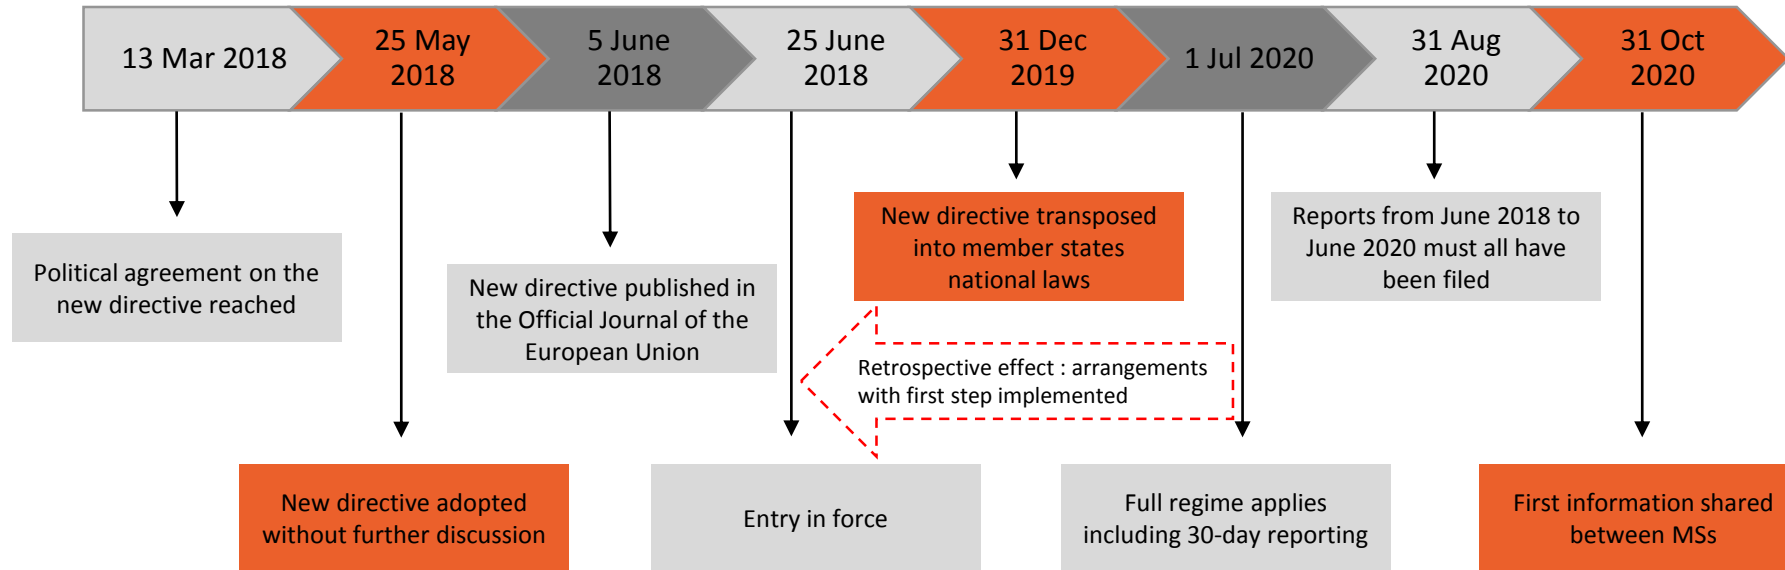 13 Mar 2018
25 May
2018
5 June
2018
25 June
2018
31 Dec
2019
1 Jul 2020
31 Aug
2020
31 Oct
2020
Political agreement on the
new directive reached
New directive published in
the Official Journal of the
European Union
New directive transposed
into member states
national laws
Reports from June 2018 to
June 2020 must all have
been filed
Retrospective effect : arrangements
with first step implemented
New directive adopted
without further discussion
Entry in force
Full regime applies
including 30-day reporting
First information shared
between MSs